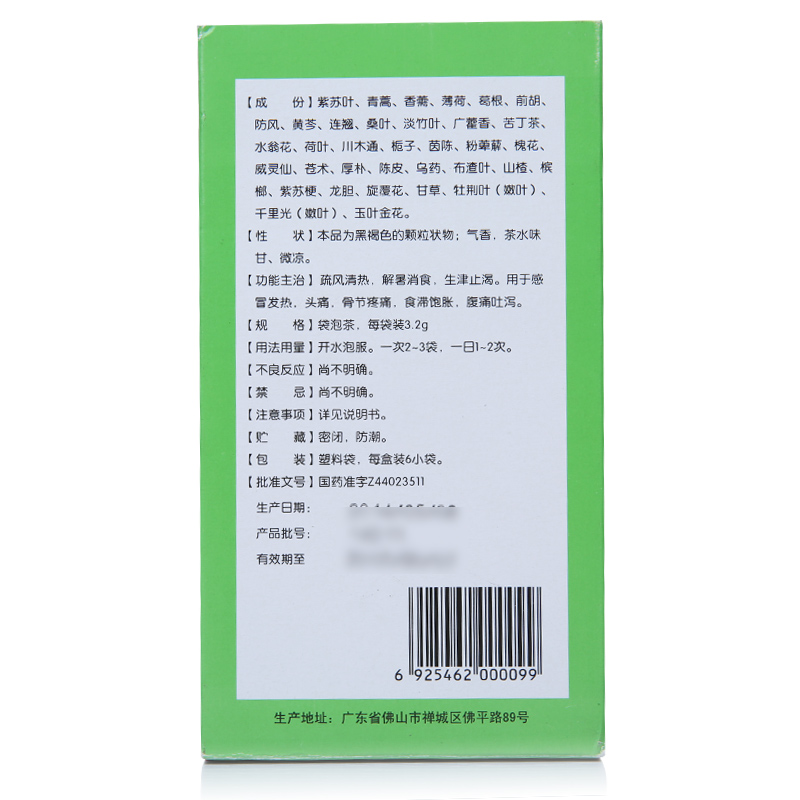 【成　份】紫苏叶、青蒿、香薷、薄荷、葛根、前胡、
防风、黄芩、连翘、桑叶、淡竹叶、广藿香、苦丁茶、
水翁花、荷叶、川木通、栀子、茵陈、粉萆薢、槐花、
威灵仙、苍术、厚朴、陈皮、乌药、布渣叶、山楂、槟
榔、紫苏梗、龙胆、旋覆花、甘草、牡荆叶（嫩叶）、
千里光（嫩叶）、玉叶金花。
【性　状】本品为黑褐色的颗粒状物；气香，茶水味
甘、微凉。
【功能主治】疏风清热，解暑消食，生津止渴。用于感
冒发热，头痛，骨节疼痛，食滞饱胀，腹痛吐泻。
【规　格】袋泡茶，每袋装3.2g
【用法用量】开水泡服。一次2~3袋，一日1~2次。
【不良反应】尚不明确。
【禁　忌】尚不明确。
【注意事项】详见说明书。
【贮　藏】密闭，防潮。
【包　装】塑料袋，每盒装6小袋。
【批准文号】国药准字Z44023511
生产日期：
产品批号：
有效期至
6 925462 000099
生产地址：广东省佛山市禅城区佛平路89号